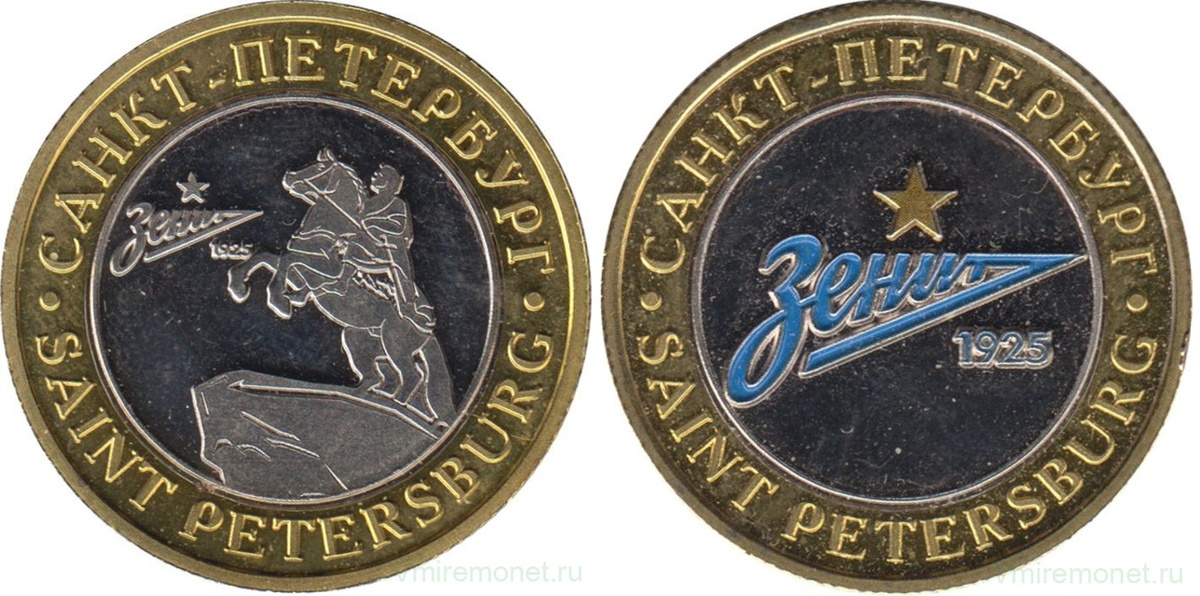 САНКТ-ПЕТЕРБУРГ
Зенит
1925
SAINT PETERSBURG
САНКТ-ПЕТЕРБУРГ
Зенит
1925
SAINT PETERSBURG
vmiremonet.ru
vmiremonet.ru